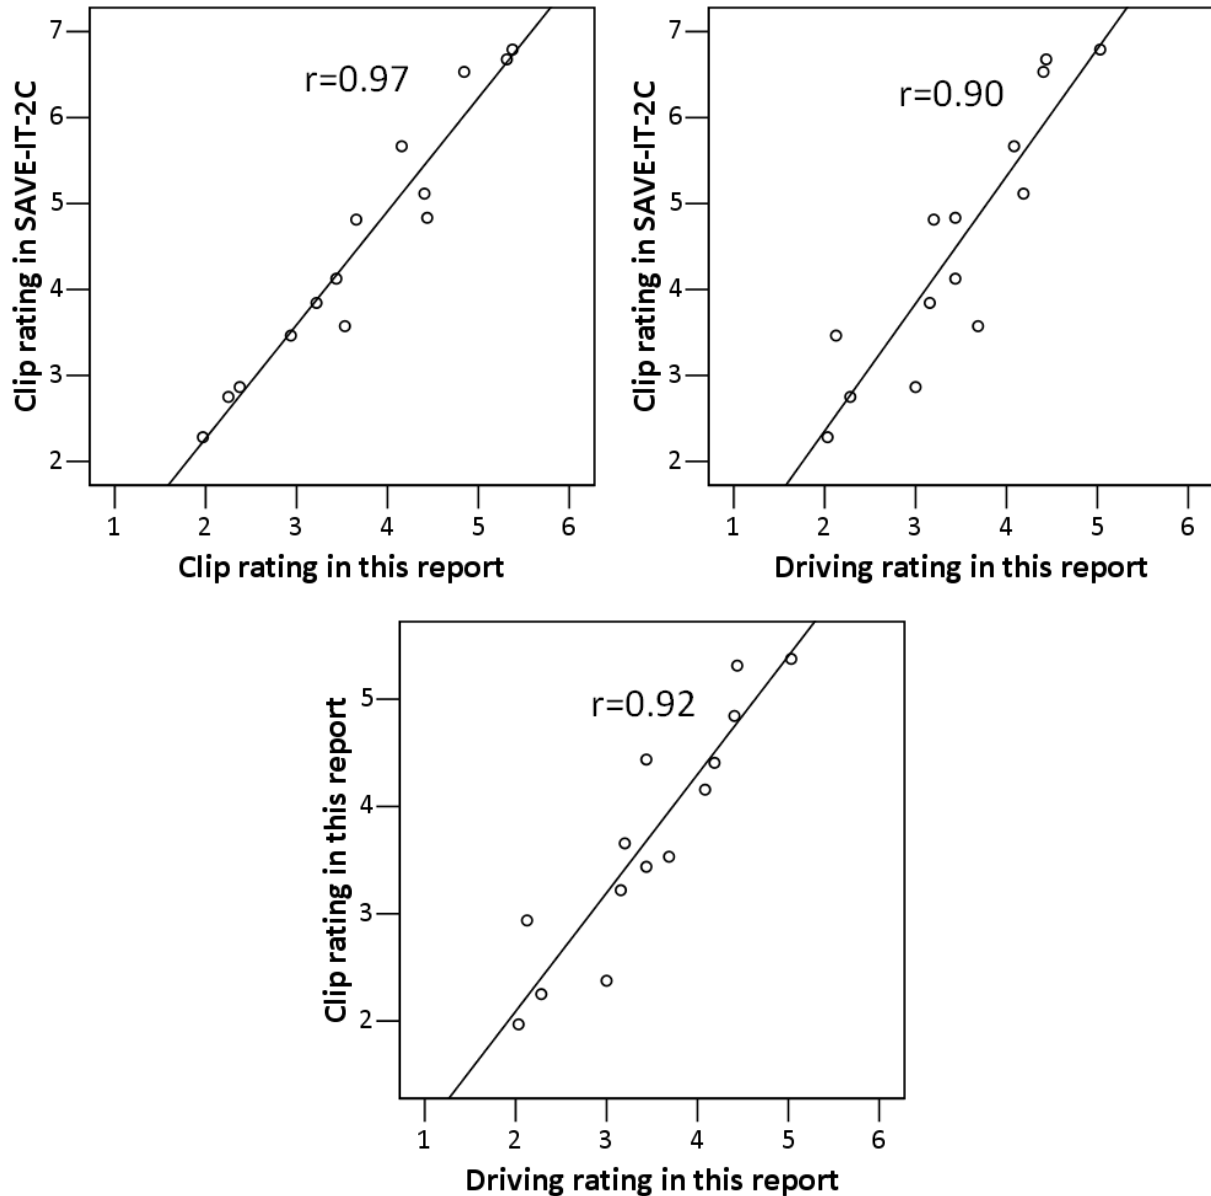 Clip rating in SAVE-IT-2C
7
6
5
4
3
2
r=0.97
1 2 3 4 5 6
Clip rating in this report
Clip rating in SAVE-IT-2C
7
6
5
4
3
2
r=0.90
1 2 3 4 5 6
Driving rating in this report
Clip rating in this report
5
4
3
2
r=0.92
1 2 3 4 5 6
Driving rating in this report